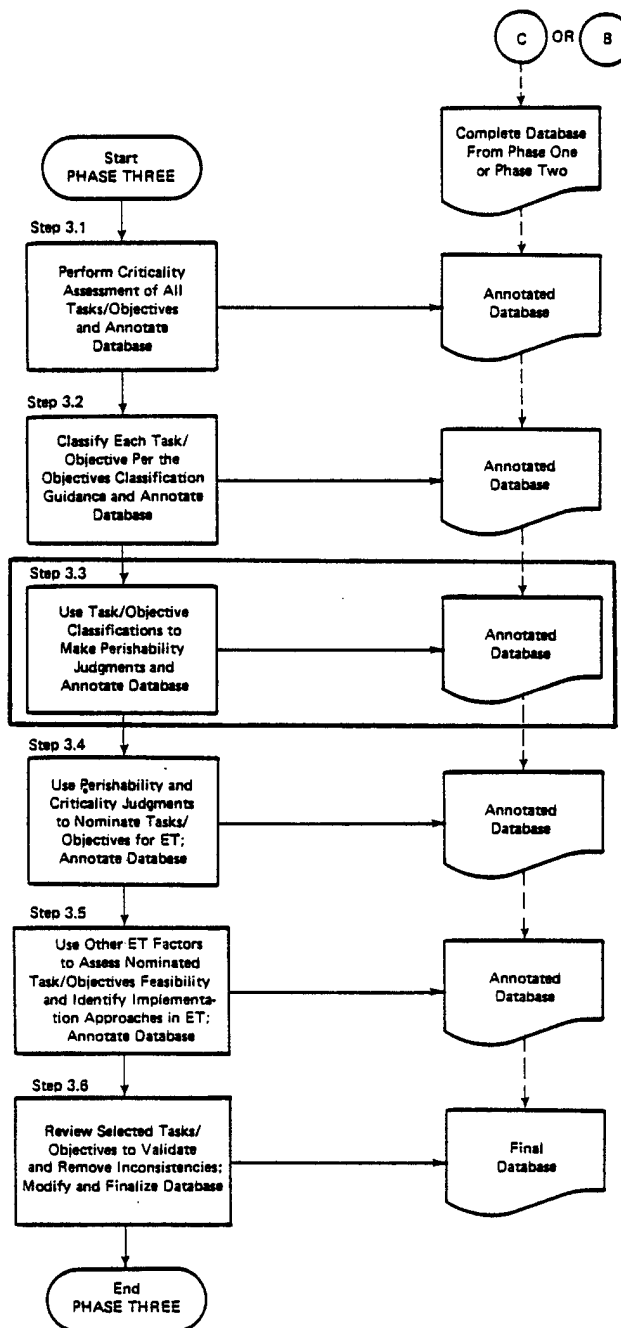 C OR B
Complete Database
From Phase One
or Phase Two
Start
PHASE THREE
Step 3.1
Perform Criticality
Assessment of All
Tasks/Objectives
and Annotate
Database
Annotated
Database
Step 3.2
Classify Each Task/
Objective Per the
Objectives Classification
Guidance and Annotate
Database
Annotated
Database
Step 3.3
Use Task/Objective
Classifications to
Make Perishability
Judgments and
Annotate Database
Annotated
Database
Step 3.4
Use Perishability and
Criticality Judgments
to Nominate Tasks/
Objectives for ET;
Annotate Database
Annotated
Database
Step 3.5
Use Other ET Factors
to Assess Nominated
Task/Objectives Feasibility
and Identify Implementa-
tion Approaches in ET;
Annotate Database
Annotated
Database
Step 3.6
Review Selected Tasks/
Objectives to Validate
and Remove Inconsistencies;
Modify and Finalize Database
Final
Database
End
PHASE THREE